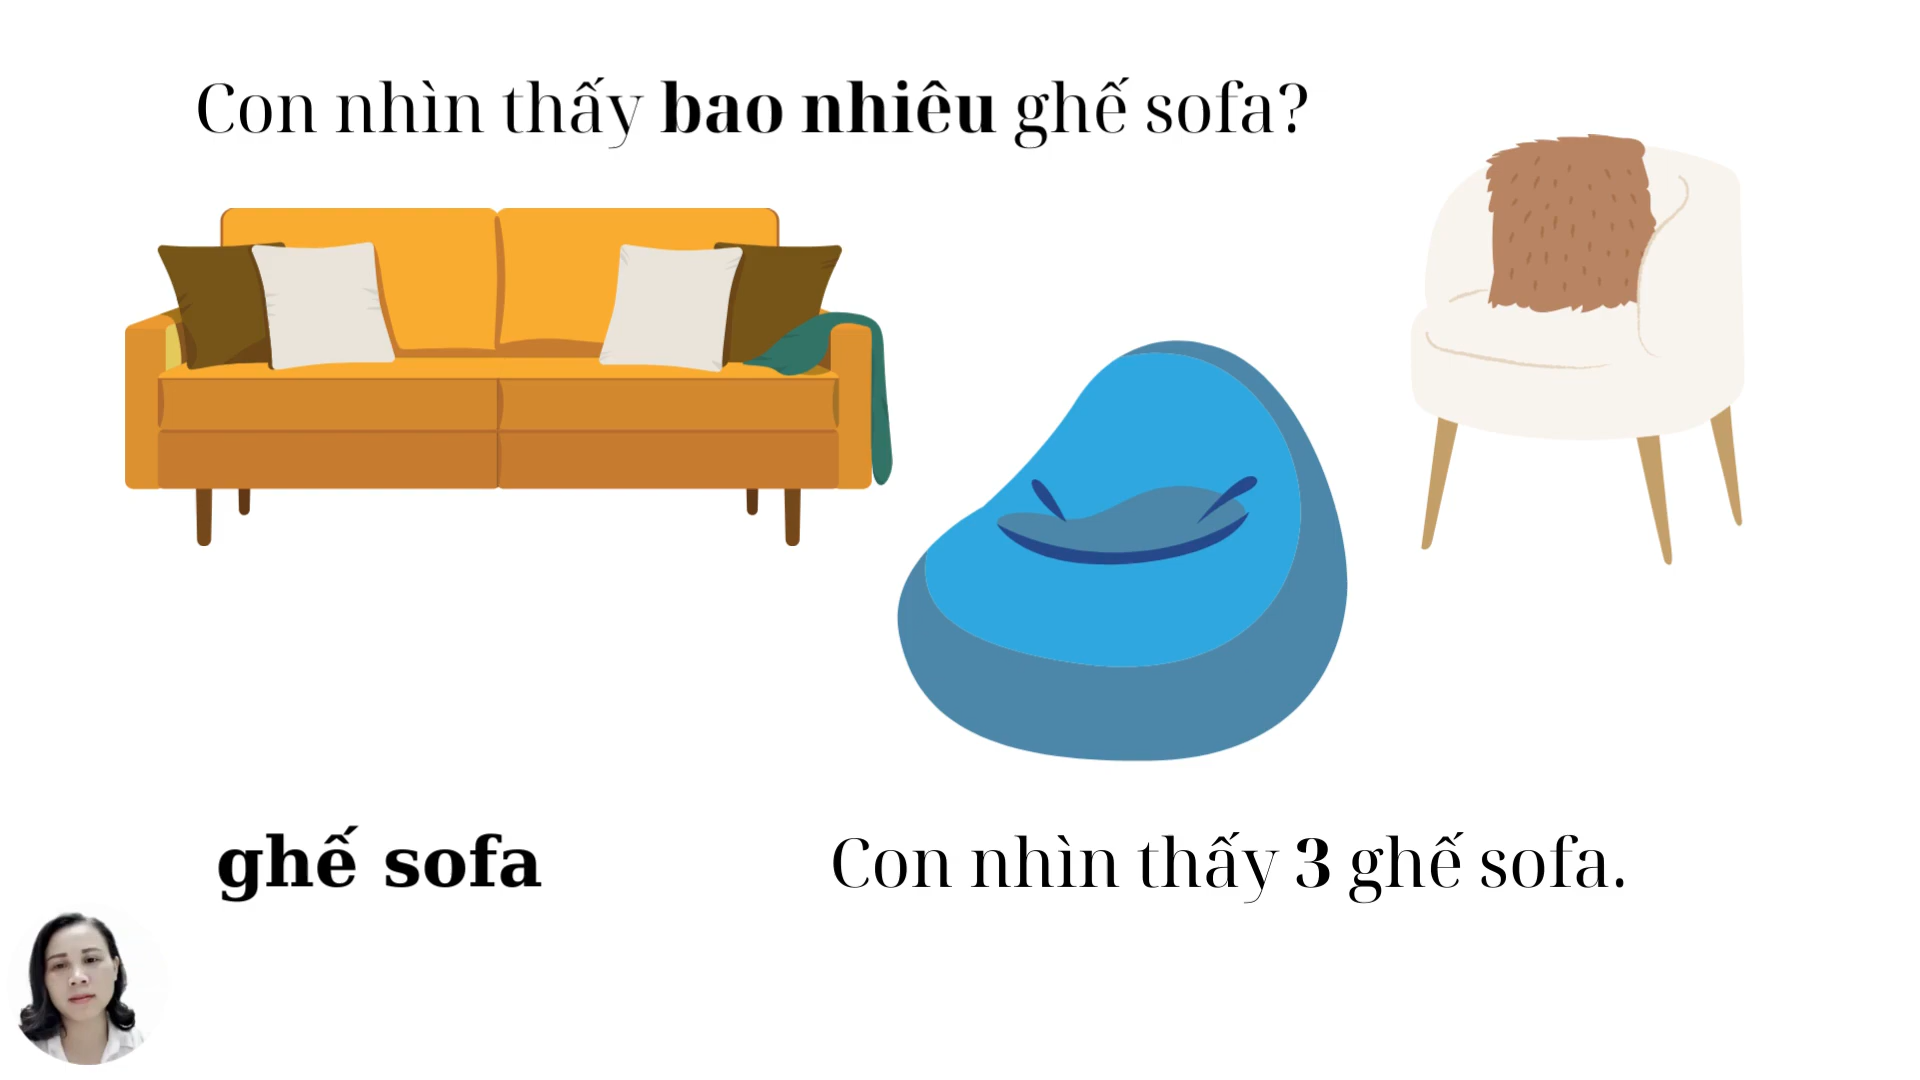 Con nhìn thấy bao nhiêu ghế sofa?
ghế sofa
Con nhìn thấy 3 ghế sofa.